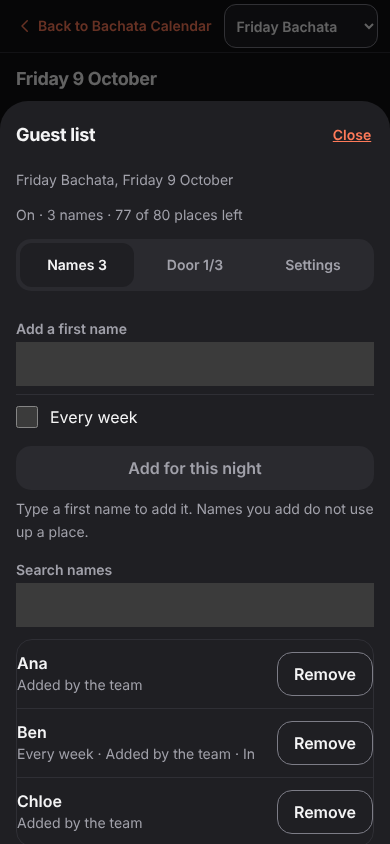 Back to Bachata Calendar
Friday Bachata
Friday 9 October
Guest list
Close
Friday Bachata, Friday 9 October
On · 3 names · 77 of 80 places left
Names 3
Door 1/3
Settings
Add a first name
Every week
Add for this night
Type a first name to add it. Names you add do not use
up a place.
Search names
Ana
Added by the team
Remove
Ben
Every week · Added by the team · In
Remove
Chloe
Added by the team
Remove